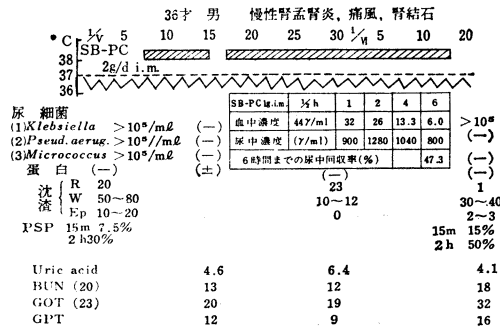 36才 男 慢性腎盂腎炎, 痛風, 腎結石
°C 1/V 5 10 15 20 25 30 1/VI 5 8 13 20
SB-PC
2g/d i.m.
38
37
36
尿 細菌
(1) Klebsiella >10⁵/mℓ (—) >10⁵
(2) Pseud. aerug. >10⁵/mℓ (—) (—)
(3) Micrococcus >10⁵/mℓ (—) (—)
SB-PC 1g.i.m. ½h 1 2 4 6
血中濃度 44γ/ml 32 26 13.3 6.0
尿中濃度 (γ/ml) 900 1280 1040 800
6時間までの尿中回収率(%) 47.3
蛋白 (—) (±) (—) (—)
沈渣 R 20 23 1
W 50~80 10~12 30~40
Ep 10~20 0 2~3
PSP 15m 7.5% 15m 15%
2h 30% 2h 50%
Uric acid 4.6 6.4 4.1
BUN (20) 13 12 18
GOT (23) 20 19 32
GPT 12 9 16